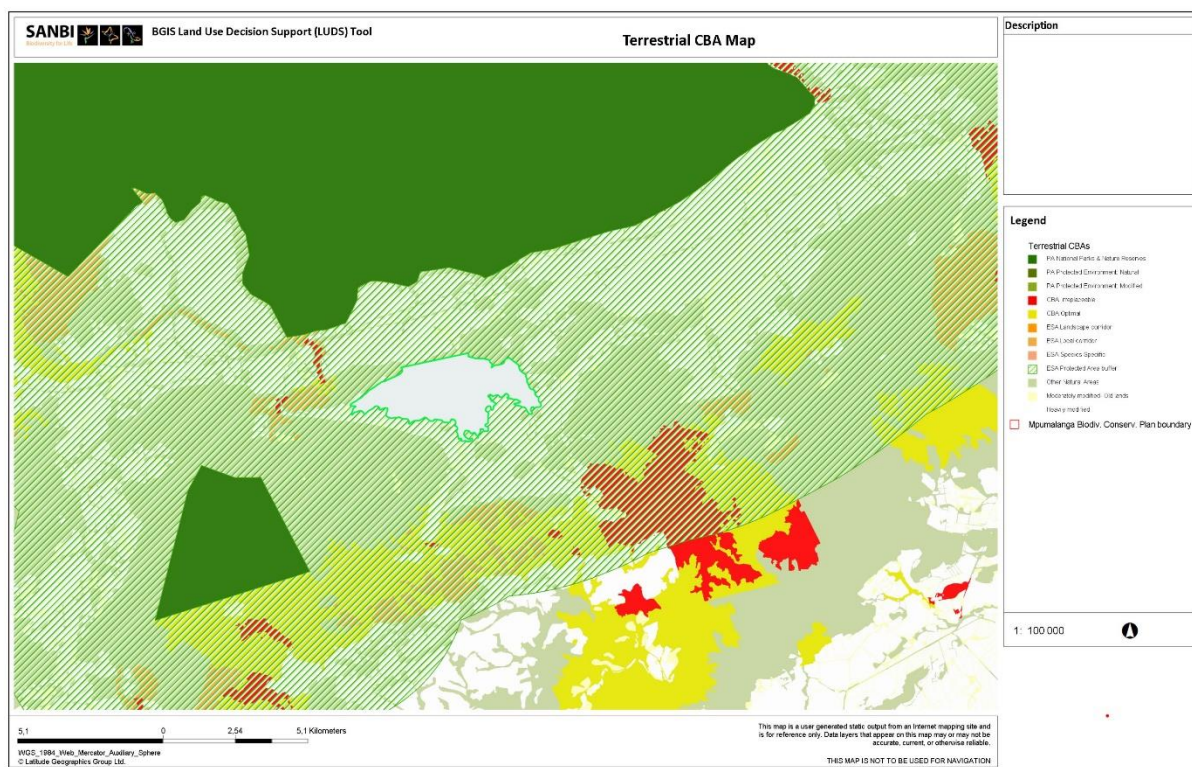 SANBI
Biodiversity for Life
BGIS Land Use Decision Support (LUDS) Tool
Terrestrial CBA Map
Description
Legend
Terrestrial CBAs
PA National Parks & Nature Reserves
PA Protected Environment: Natural
PA Protected Environment: Modified
CBA Irreplaceable
CBA Optimal
ESA Landscape corridor
ESA Local corridor
ESA Species Specific
ESA Protected Area buffer
Other Natural Areas
Moderately modified- Old lands
Heavily modified
Mpumalanga Biodiv. Conserv. Plan boundary
1: 100 000
5,1 0 2,54 5,1 Kilometers
WGS_1984_Web_Mercator_Auxiliary_Sphere
© Latitude Geographics Group Ltd.
This map is a user generated static output from an Internet mapping site and
is for reference only. Data layers that appear on this map may or may not be
accurate, current, or otherwise reliable.
THIS MAP IS NOT TO BE USED FOR NAVIGATION